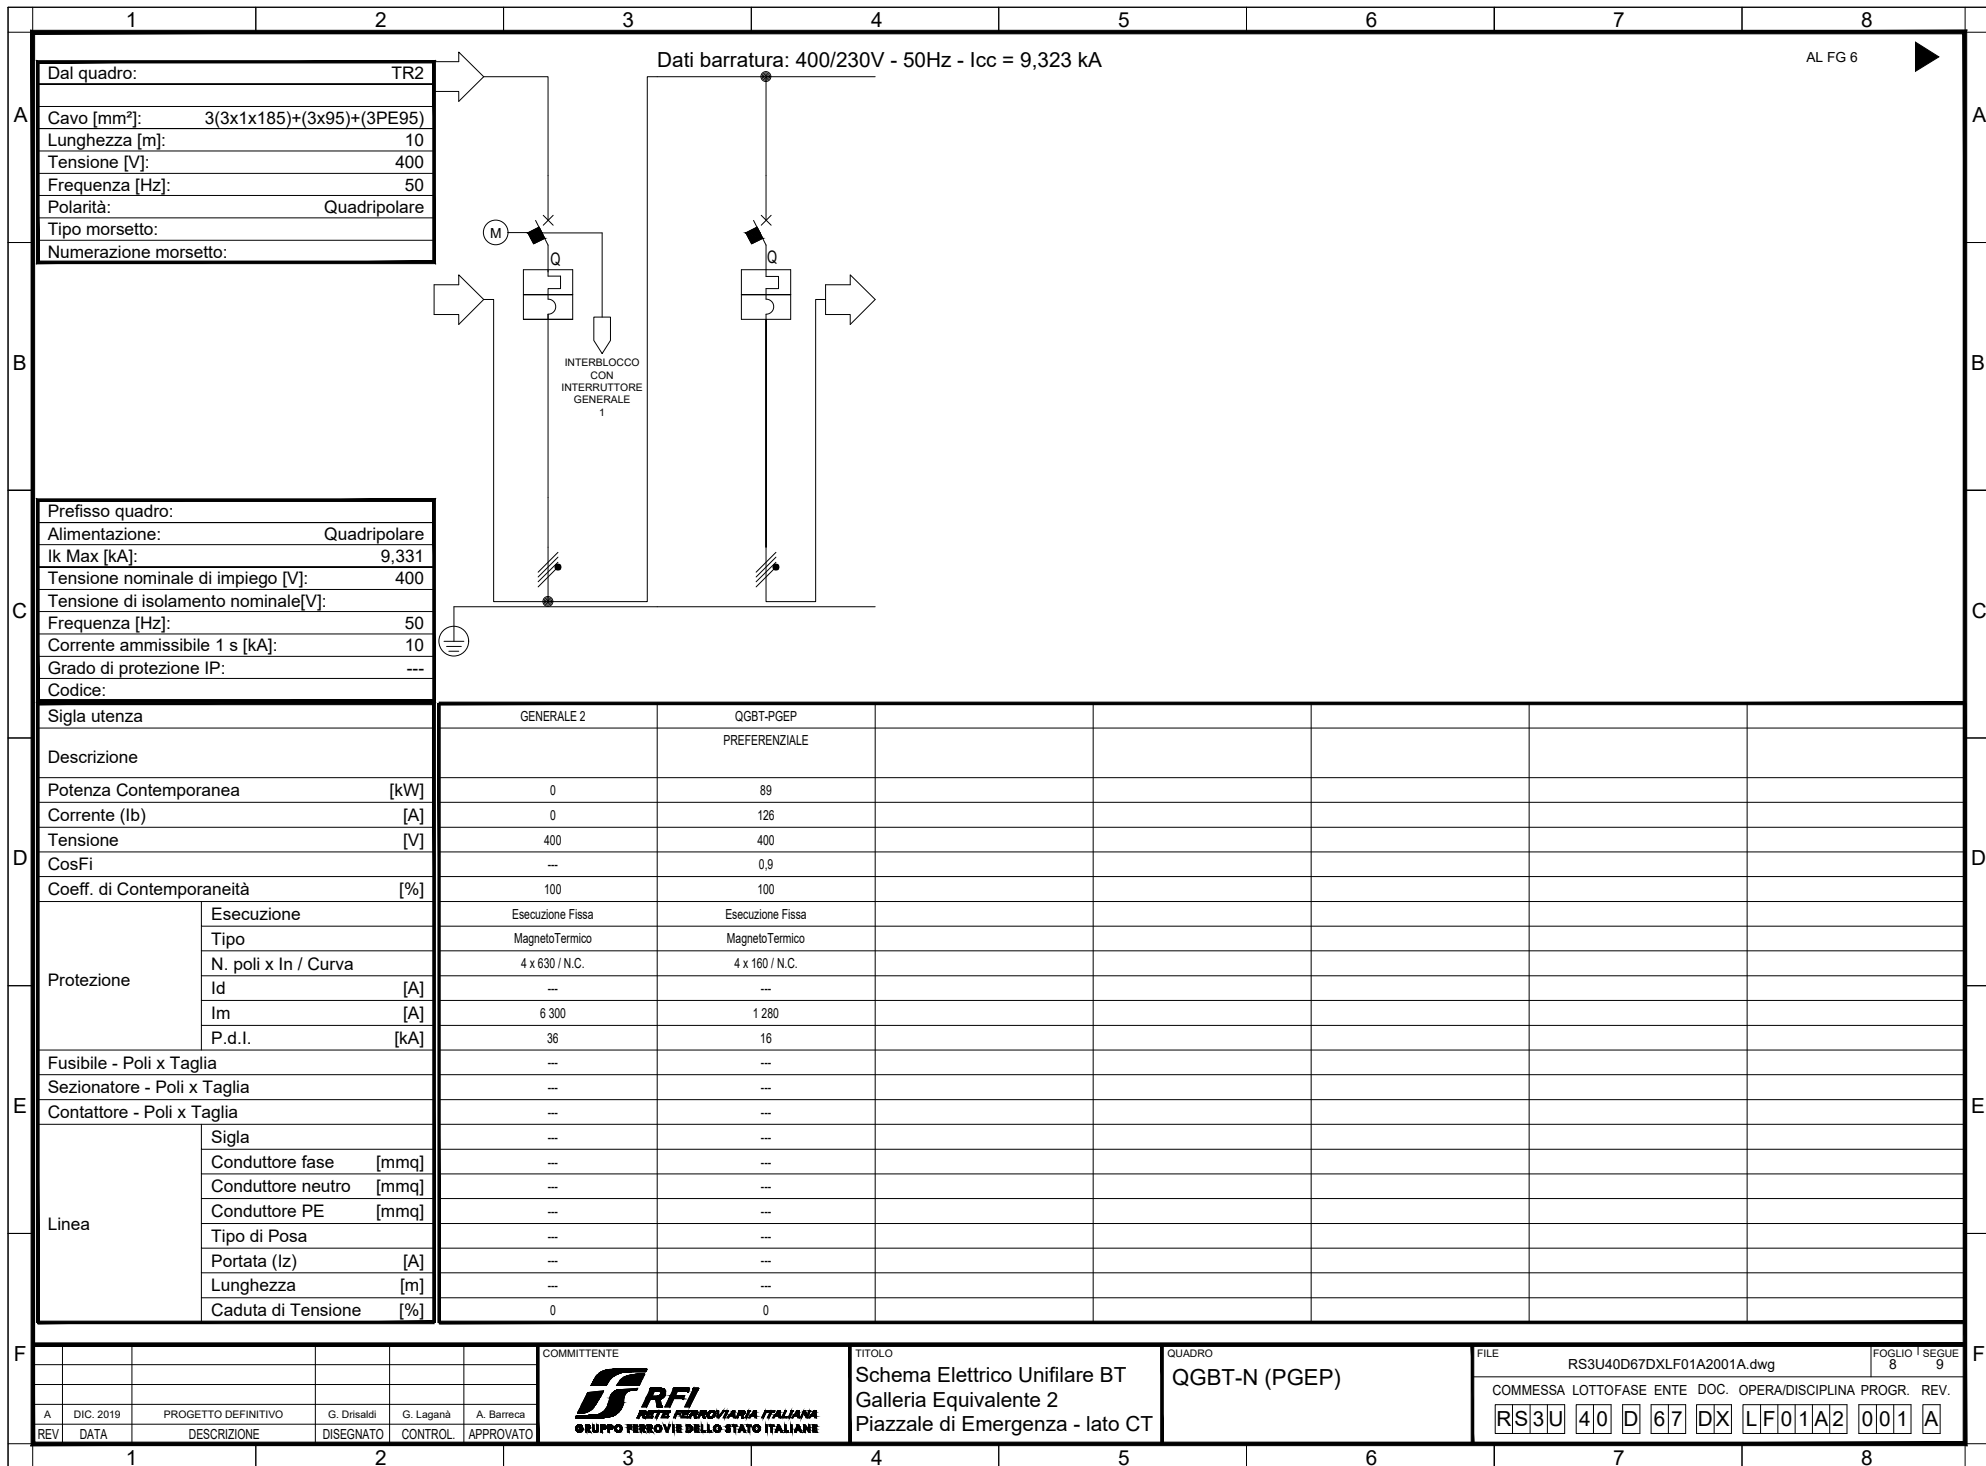 1 2 3 4 5 6 7 8
Dati barratura: 400/230V - 50Hz - Icc = 9,323 kA
AL FG 6
Dal quadro: TR2
A A
Cavo [mm²]: 3(3x1x185)+(3x95)+(3PE95)
Lunghezza [m]: 10
Tensione [V]: 400
Frequenza [Hz]: 50
Polarità: Quadripolare
Tipo morsetto:
Numerazione morsetto:
M
Q Q
B B
INTERBLOCCO
CON
INTERRUTTORE
GENERALE
1
Prefisso quadro:
Alimentazione: Quadripolare
Ik Max [kA]: 9,331
Tensione nominale di impiego [V]: 400
Tensione di isolamento nominale[V]:
C C
Frequenza [Hz]: 50
Corrente ammissibile 1 s [kA]: 10
Grado di protezione IP: ---
Codice:
Sigla utenza GENERALE 2 QGBT-PGEP
Descrizione PREFERENZIALE
Potenza Contemporanea [kW] 0 89
Corrente (Ib) [A] 0 126
Tensione [V] 400 400
D D
CosFi --- 0,9
Coeff. di Contemporaneità [%] 100 100
Protezione
Esecuzione Esecuzione Fissa Esecuzione Fissa
Tipo MagnetoTermico MagnetoTermico
N. poli x In / Curva 4 x 630 / N.C. 4 x 160 / N.C.
Id [A] --- ---
Im [A] 6 300 1 280
P.d.I. [kA] 36 16
Fusibile - Poli x Taglia --- ---
Sezionatore - Poli x Taglia --- ---
E E
Contattore - Poli x Taglia --- ---
Linea
Sigla --- ---
Conduttore fase [mmq] --- ---
Conduttore neutro [mmq] --- ---
Conduttore PE [mmq] --- ---
Tipo di Posa --- ---
Portata (Iz) [A] --- ---
Lunghezza [m] --- ---
Caduta di Tensione [%] 0 0
F F
A DIC. 2019 PROGETTO DEFINITIVO G. Drisaldi G. Laganà A. Barreca
REV DATA DESCRIZIONE DISEGNATO CONTROL. APPROVATO
COMMITTENTE
RFI
RETE FERROVIARIA ITALIANA
GRUPPO FERROVIE DELLO STATO ITALIANE
TITOLO
Schema Elettrico Unifilare BT
Galleria Equivalente 2
Piazzale di Emergenza - lato CT
QUADRO
QGBT-N (PGEP)
FILE
RS3U40D67DXLF01A2001A.dwg
FOGLIO SEGUE
8 9
COMMESSA LOTTO FASE ENTE DOC. OPERA/DISCIPLINA PROGR. REV.
RS3U 40 D 67 DX LF01A2 001 A
1 2 3 4 5 6 7 8